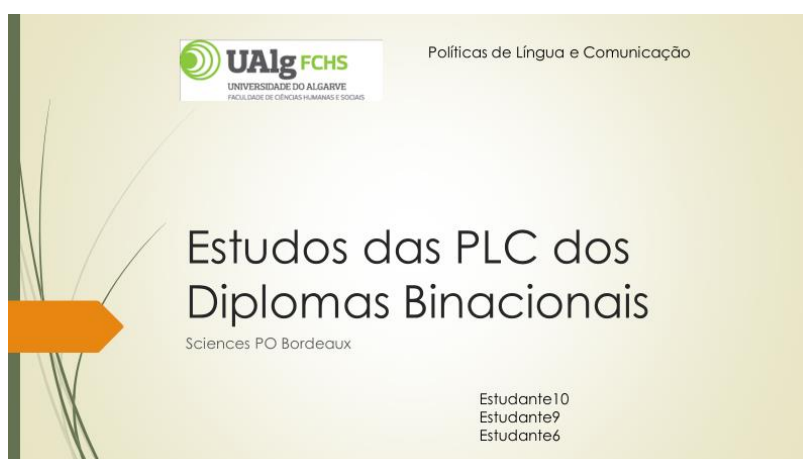 UAlg FCHS
UNIVERSIDADE DO ALGARVE
FACULDADE DE CIÊNCIAS HUMANAS E SOCIAIS
Políticas de Língua e Comunicação
Estudos das PLC dos
Diplomas Binacionais
Sciences PO Bordeaux
Estudante10
Estudante9
Estudante6